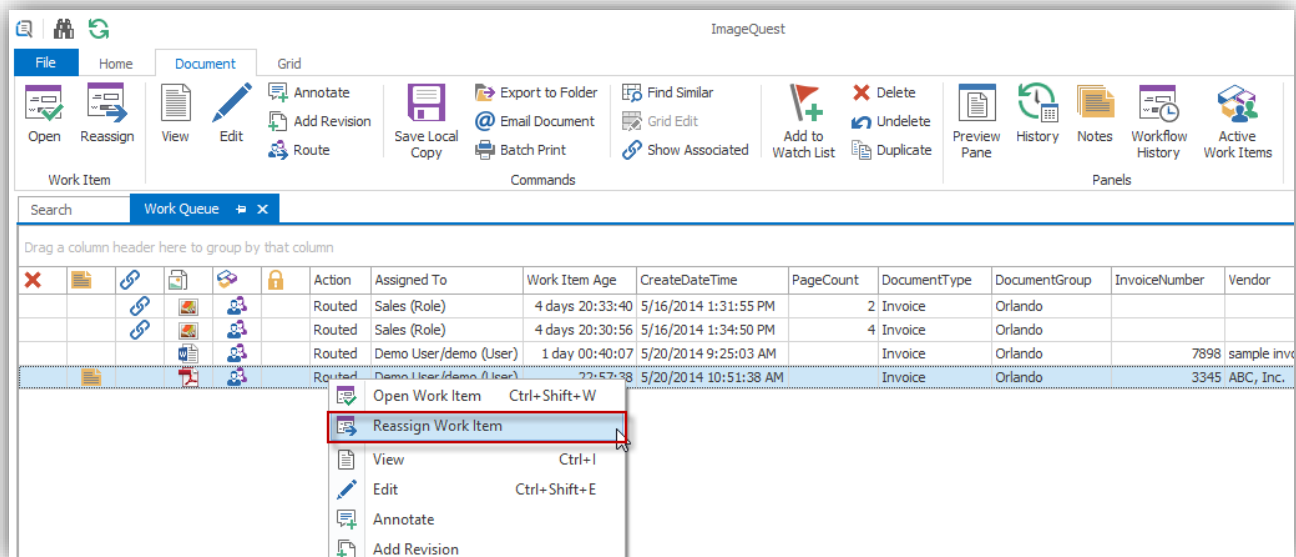 ImageQuest
File Home Document Grid
Open Reassign View Edit Annotate Add Revision Route Save Local Copy Export to Folder Email Document Batch Print Find Similar Grid Edit Show Associated Add to Watch List Delete Undelete Duplicate Preview Pane History Notes Workflow History Active Work Items
Work Item Commands Panels
Search Work Queue
Drag a column header here to group by that column
Action Assigned To Work Item Age CreateDateTime PageCount DocumentType DocumentGroup InvoiceNumber Vendor
Routed Sales (Role) 4 days 20:33:40 5/16/2014 1:31:55 PM 2 Invoice Orlando
Routed Sales (Role) 4 days 20:30:56 5/16/2014 1:34:50 PM 4 Invoice Orlando
Routed Demo User/demo (User) 1 day 00:40:07 5/20/2014 9:25:03 AM Invoice Orlando 7898 sample invo
Routed Demo User/demo (User) 22:57:38 5/20/2014 10:51:38 AM Invoice Orlando 3345 ABC, Inc.
Open Work Item Ctrl+Shift+W
Reassign Work Item
View Ctrl+I
Edit Ctrl+Shift+E
Annotate
Add Revision